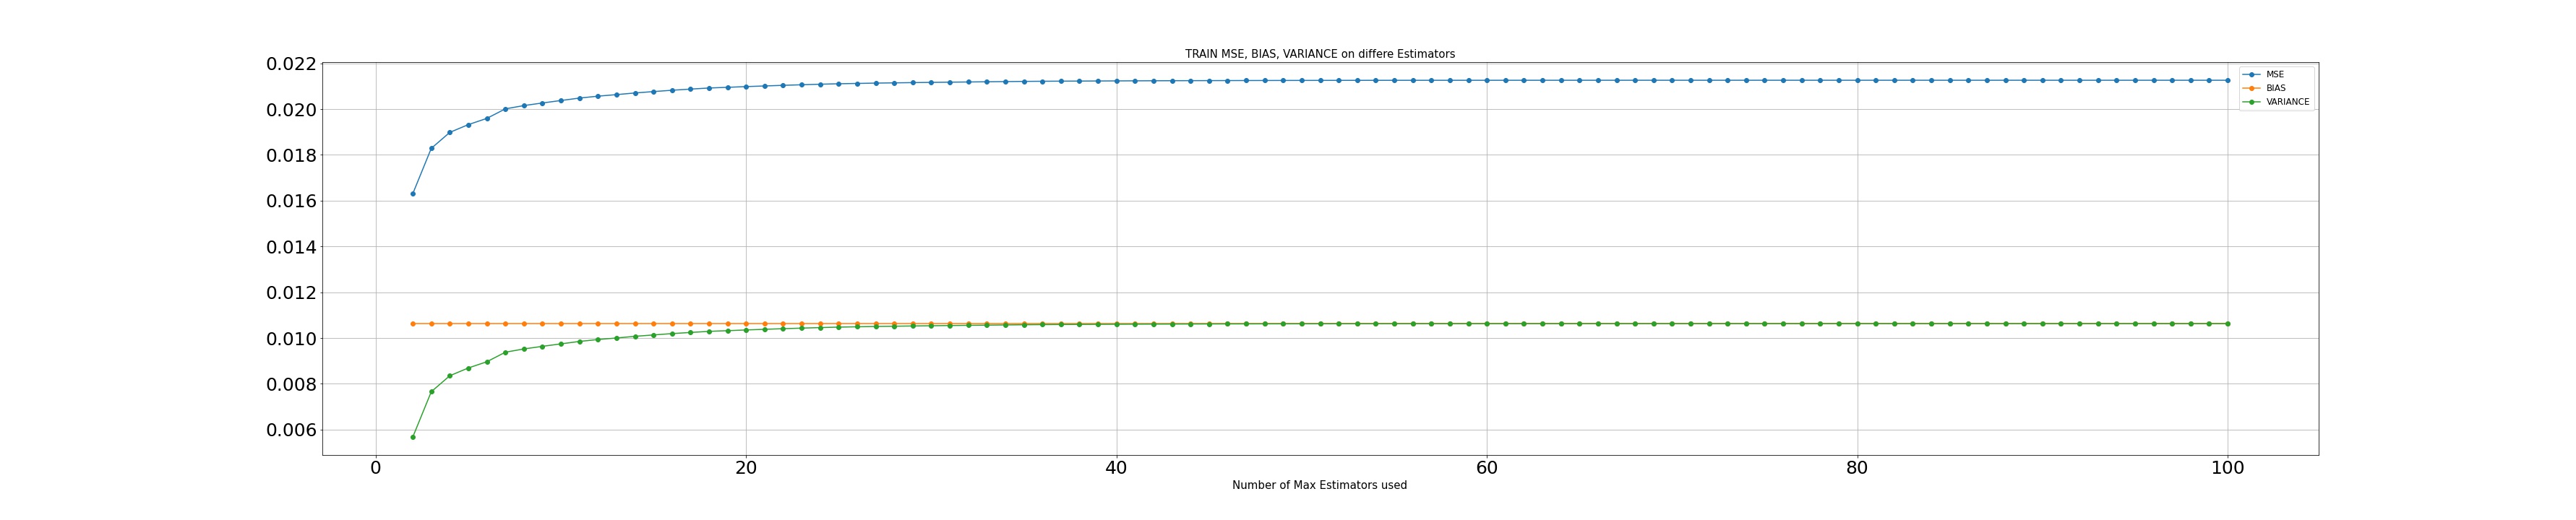 TRAIN MSE, BIAS, VARIANCE on differe Estimators
0.022
0.020
0.018
0.016
0.014
0.012
0.010
0.008
0.006
MSE
BIAS
VARIANCE
0 20 40 60 80 100
Number of Max Estimators used